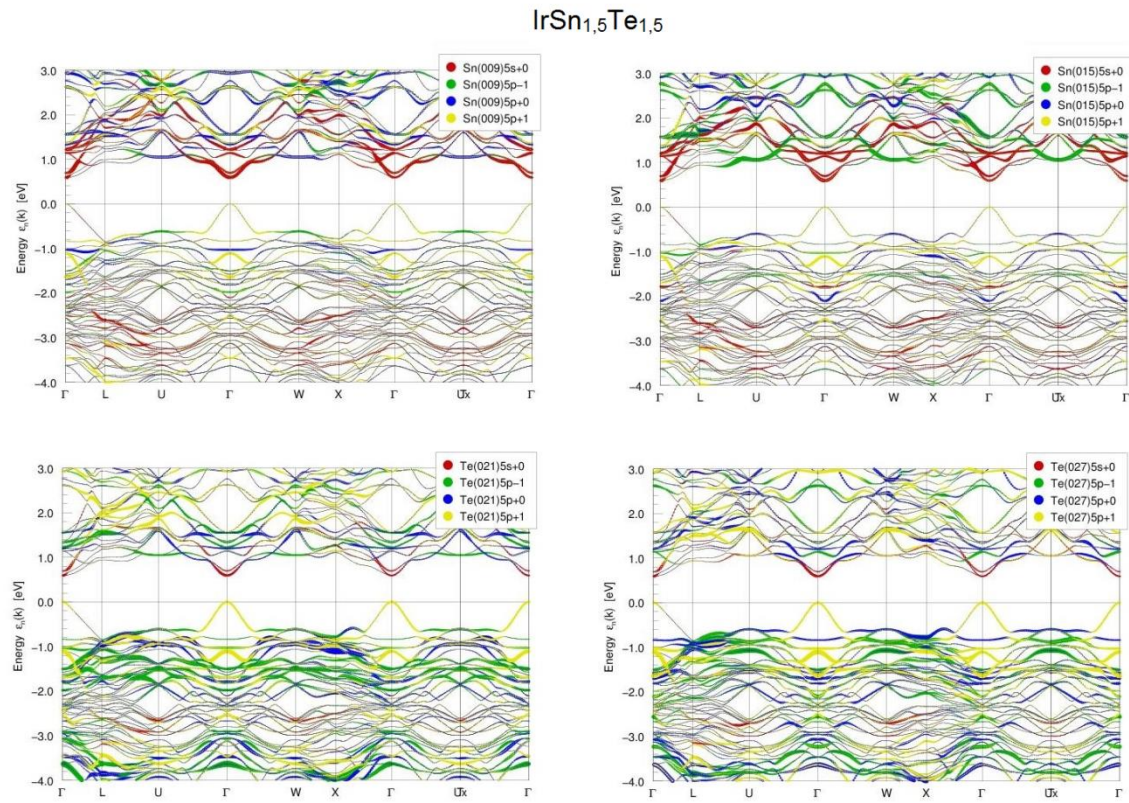 IrSn1,5Te1,5
Sn(009)5s+0
Sn(009)5p−1
Sn(009)5p+0
Sn(009)5p+1
Energy εn(k) [eV]
3.0
2.0
1.0
0.0
−1.0
−2.0
−3.0
−4.0
Γ L U Γ W X Γ Γ
Sn(015)5s+0
Sn(015)5p−1
Sn(015)5p+0
Sn(015)5p+1
Energy εn(k) [eV]
3.0
2.0
1.0
0.0
−1.0
−2.0
−3.0
−4.0
Γ L U Γ W X Γ Γ
Te(021)5s+0
Te(021)5p−1
Te(021)5p+0
Te(021)5p+1
Energy εn(k) [eV]
3.0
2.0
1.0
0.0
−1.0
−2.0
−3.0
−4.0
Γ L U Γ W X Γ Γ
Te(027)5s+0
Te(027)5p−1
Te(027)5p+0
Te(027)5p+1
Energy εn(k) [eV]
3.0
2.0
1.0
0.0
−1.0
−2.0
−3.0
−4.0
Γ L U Γ W X Γ Γ